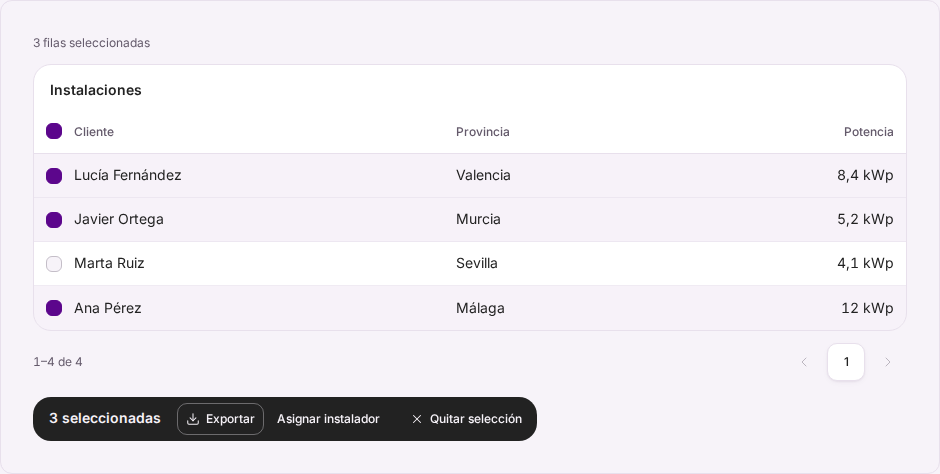 3 filas seleccionadas
Instalaciones
Cliente Provincia Potencia
Lucía Fernández Valencia 8,4 kWp
Javier Ortega Murcia 5,2 kWp
Marta Ruiz Sevilla 4,1 kWp
Ana Pérez Málaga 12 kWp
1–4 de 4 1
3 seleccionadas Exportar Asignar instalador Quitar selección